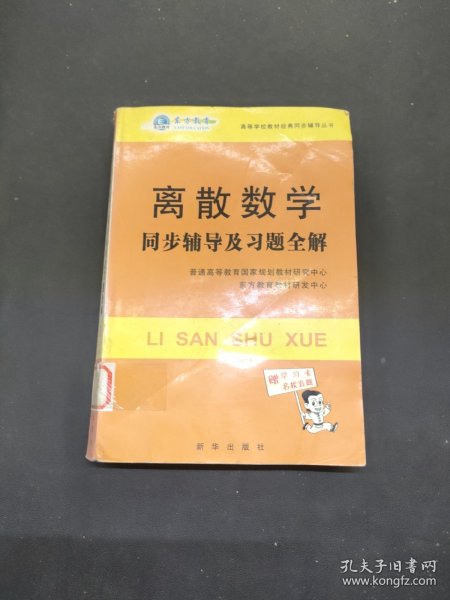 东方教育
EAST EDUCATION
高等学校教材经典同步辅导丛书
离散数学
同步辅导及习题全解
普通高等教育国家规划教材研究中心
东方教育教材研发中心
LI SAN SHU XUE
赠学习卡
名校真题
新华出版社
孔夫子旧书网
www.kongfz.com